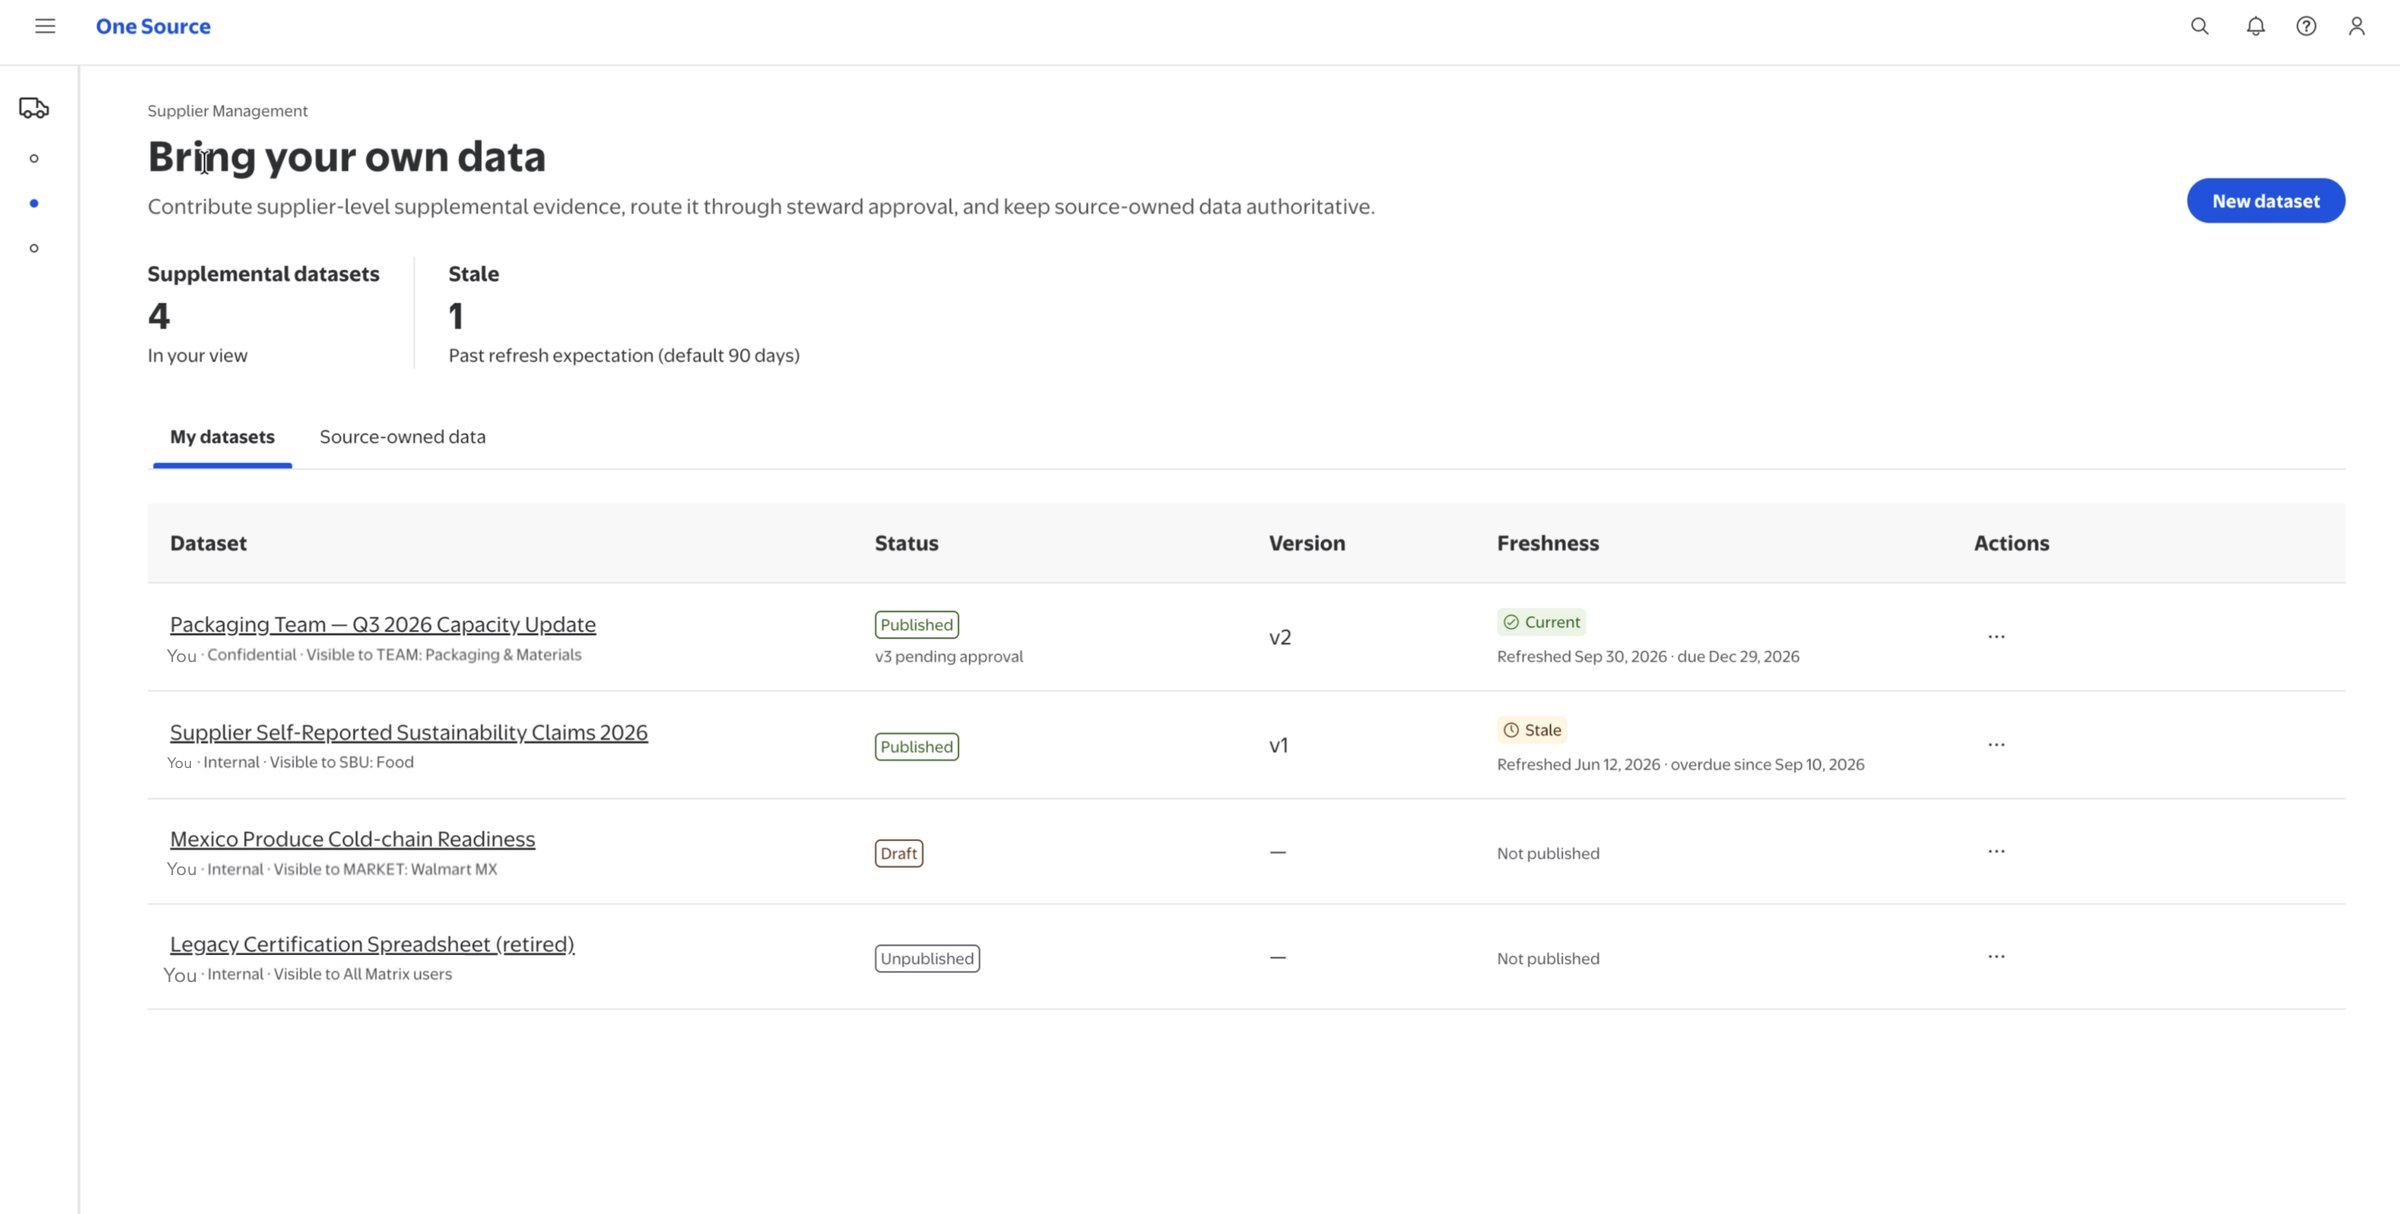 One Source
Supplier Management
Bring your own data
Contribute supplier-level supplemental evidence, route it through steward approval, and keep source-owned data authoritative.
New dataset
Supplemental datasets
4
In your view
Stale
1
Past refresh expectation (default 90 days)
My datasets
Source-owned data
Dataset
Status
Version
Freshness
Actions
Packaging Team — Q3 2026 Capacity Update
You · Confidential · Visible to TEAM: Packaging & Materials
Published
v3 pending approval
v2
Current
Refreshed Sep 30, 2026 · due Dec 29, 2026
...
Supplier Self-Reported Sustainability Claims 2026
You · Internal · Visible to SBU: Food
Published
v1
Stale
Refreshed Jun 12, 2026 · overdue since Sep 10, 2026
...
Mexico Produce Cold-chain Readiness
You · Internal · Visible to MARKET: Walmart MX
Draft
—
Not published
...
Legacy Certification Spreadsheet (retired)
You · Internal · Visible to All Matrix users
Unpublished
—
Not published
...